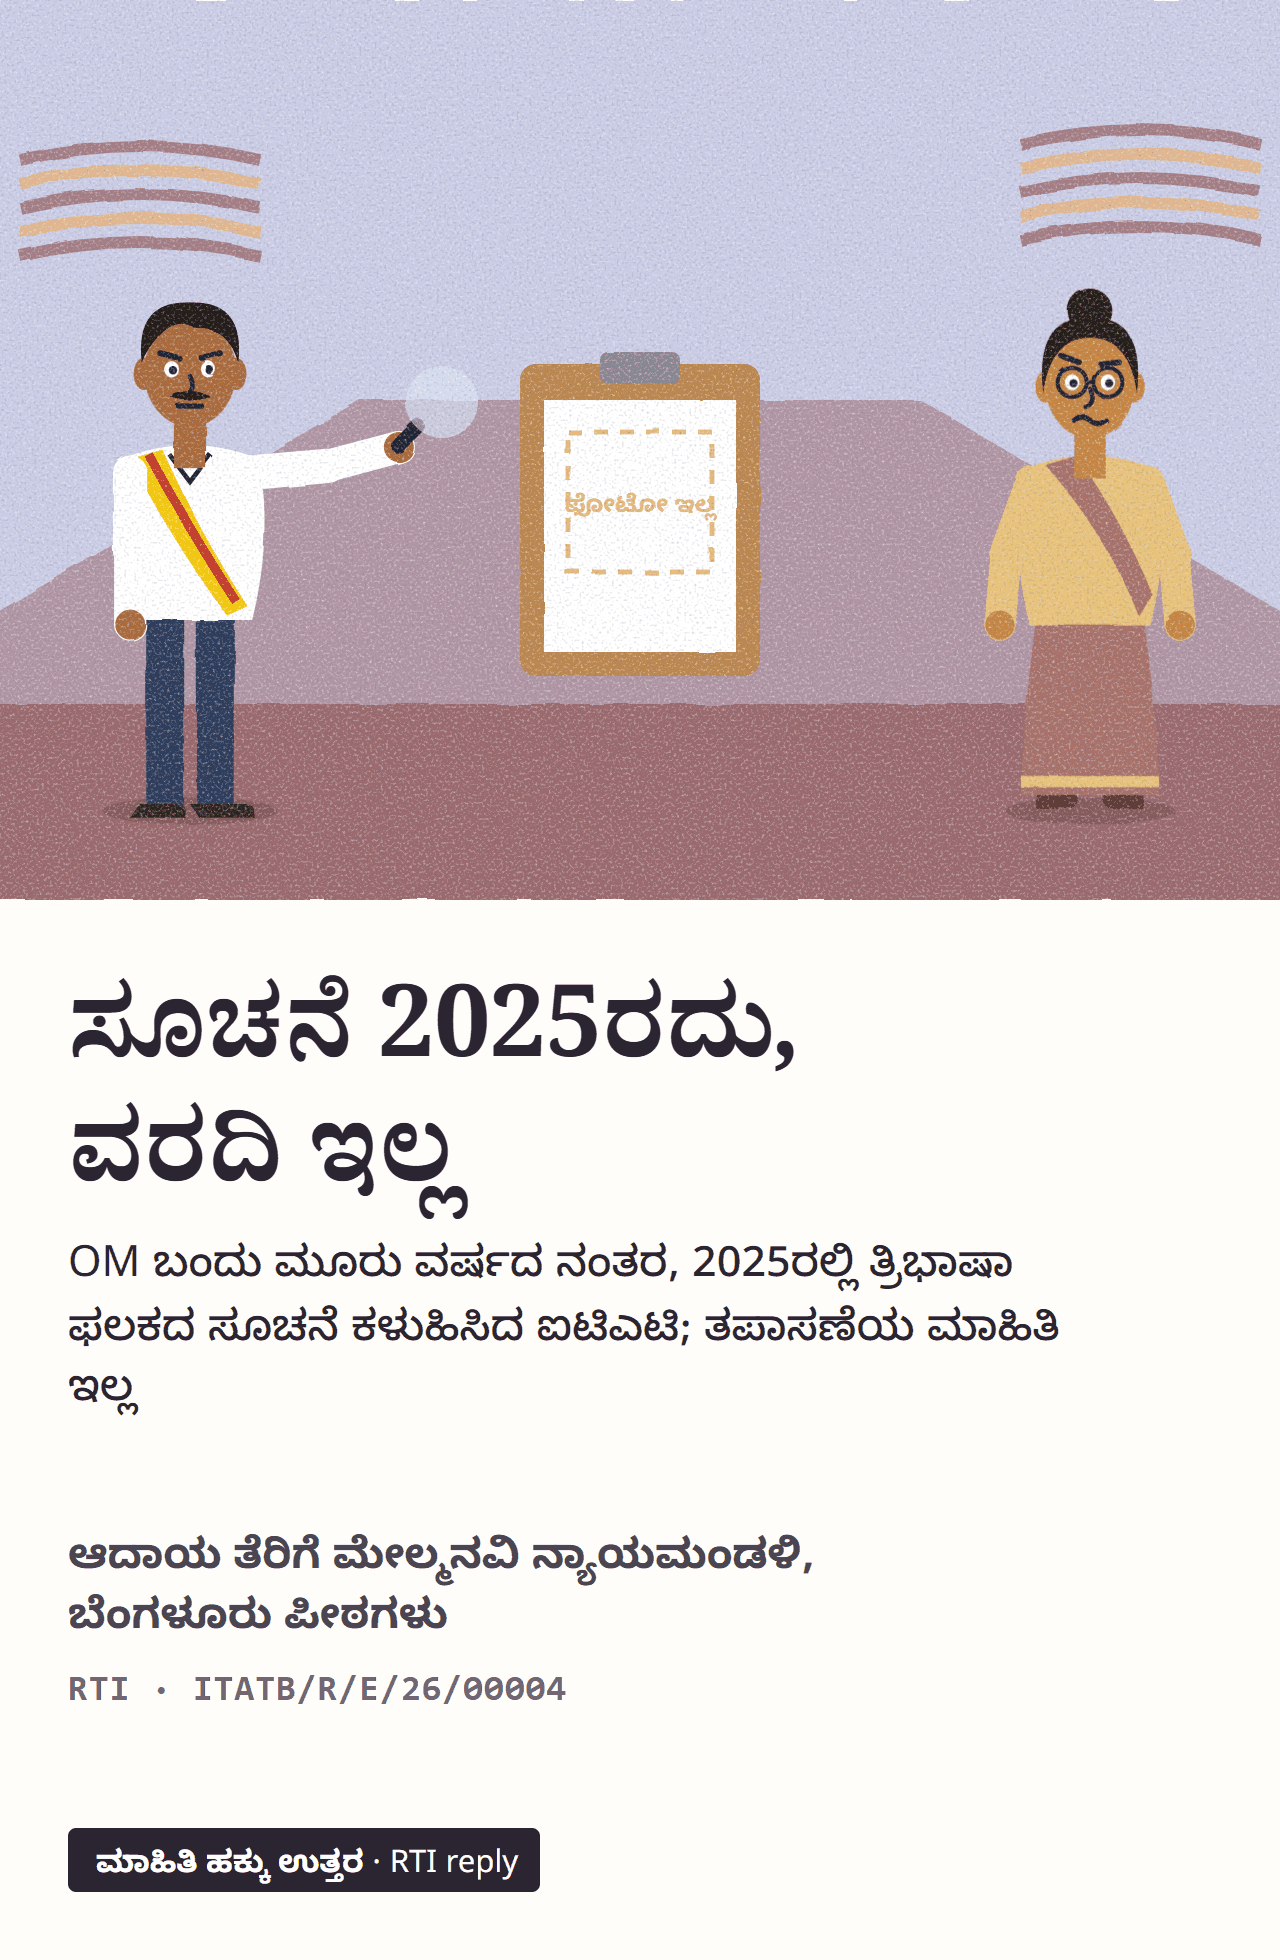 ಫೋಟೋ ಇಲ್ಲ
ಸೂಚನೆ 2025ರದು,
ವರದಿ ಇಲ್ಲ
OM ಬಂದು ಮೂರು ವರ್ಷದ ನಂತರ, 2025ರಲ್ಲಿ ತ್ರಿಭಾಷಾ
ಫಲಕದ ಸೂಚನೆ ಕಳುಹಿಸಿದ ಐಟಿಎಟಿ; ತಪಾಸಣೆಯ ಮಾಹಿತಿ
ಇಲ್ಲ
ಆದಾಯ ತೆರಿಗೆ ಮೇಲ್ಮನವಿ ನ್ಯಾಯಮಂಡಳಿ,
ಬೆಂಗಳೂರು ಪೀಠಗಳು
RTI · ITATB/R/E/26/00004
ಮಾಹಿತಿ ಹಕ್ಕು ಉತ್ತರ · RTI reply